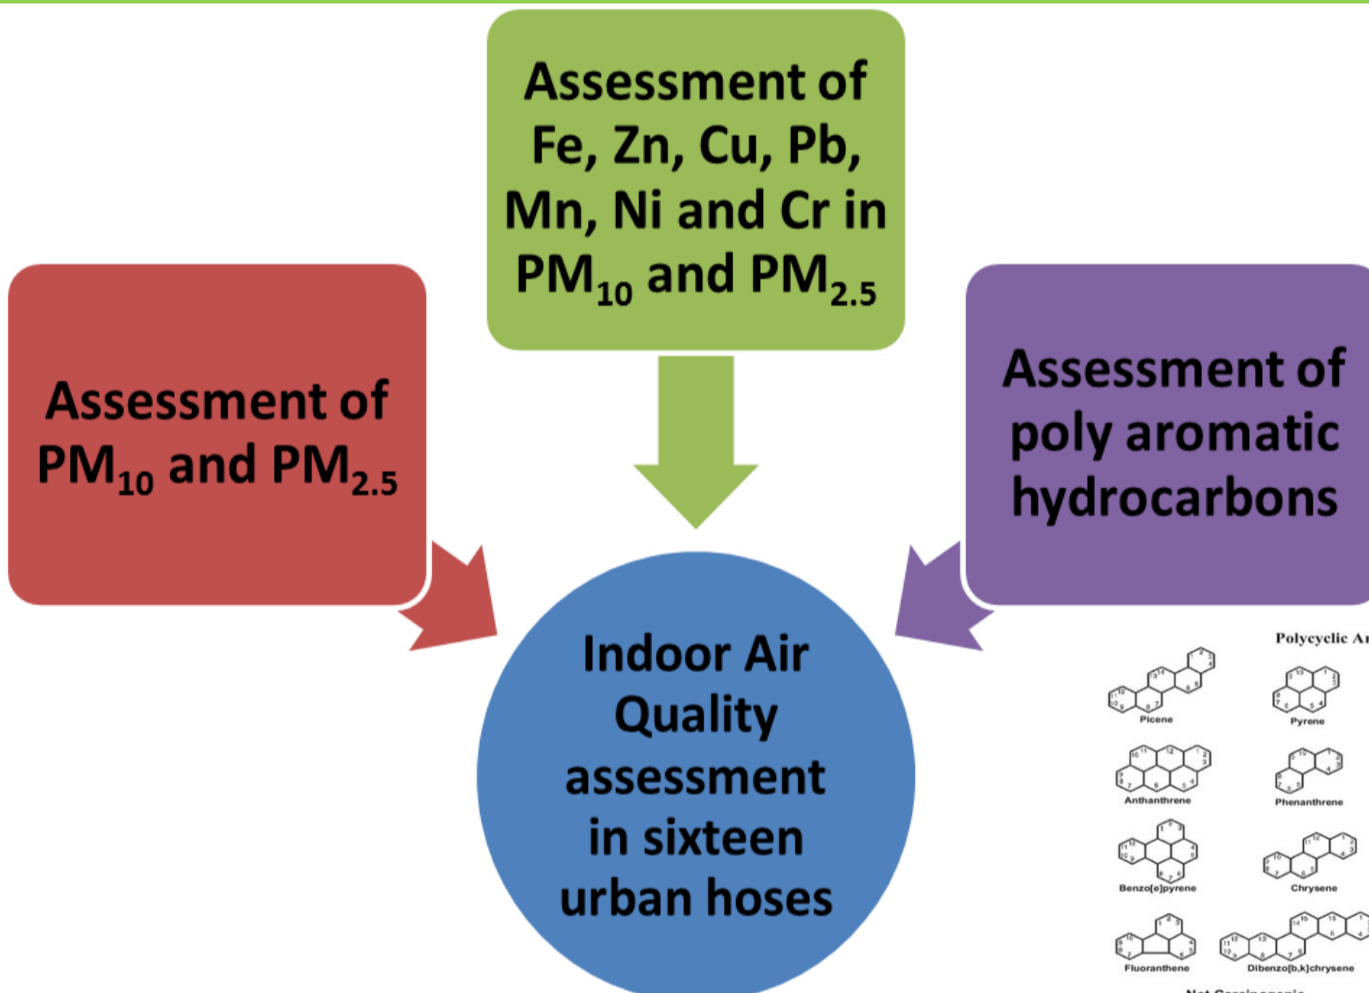 Assessment of
Fe, Zn, Cu, Pb,
Mn, Ni and Cr in
PM10 and PM2.5
Assessment of
PM10 and PM2.5
Assessment of
poly aromatic
hydrocarbons
Indoor Air
Quality
assessment
in sixteen
urban hoses
Polycyclic Ar
Picene
Pyrene
Anthanthrene
Phenanthrene
Benzo[e]pyrene
Chrysene
Fluoranthene
Dibenzo[b,k]chrysene